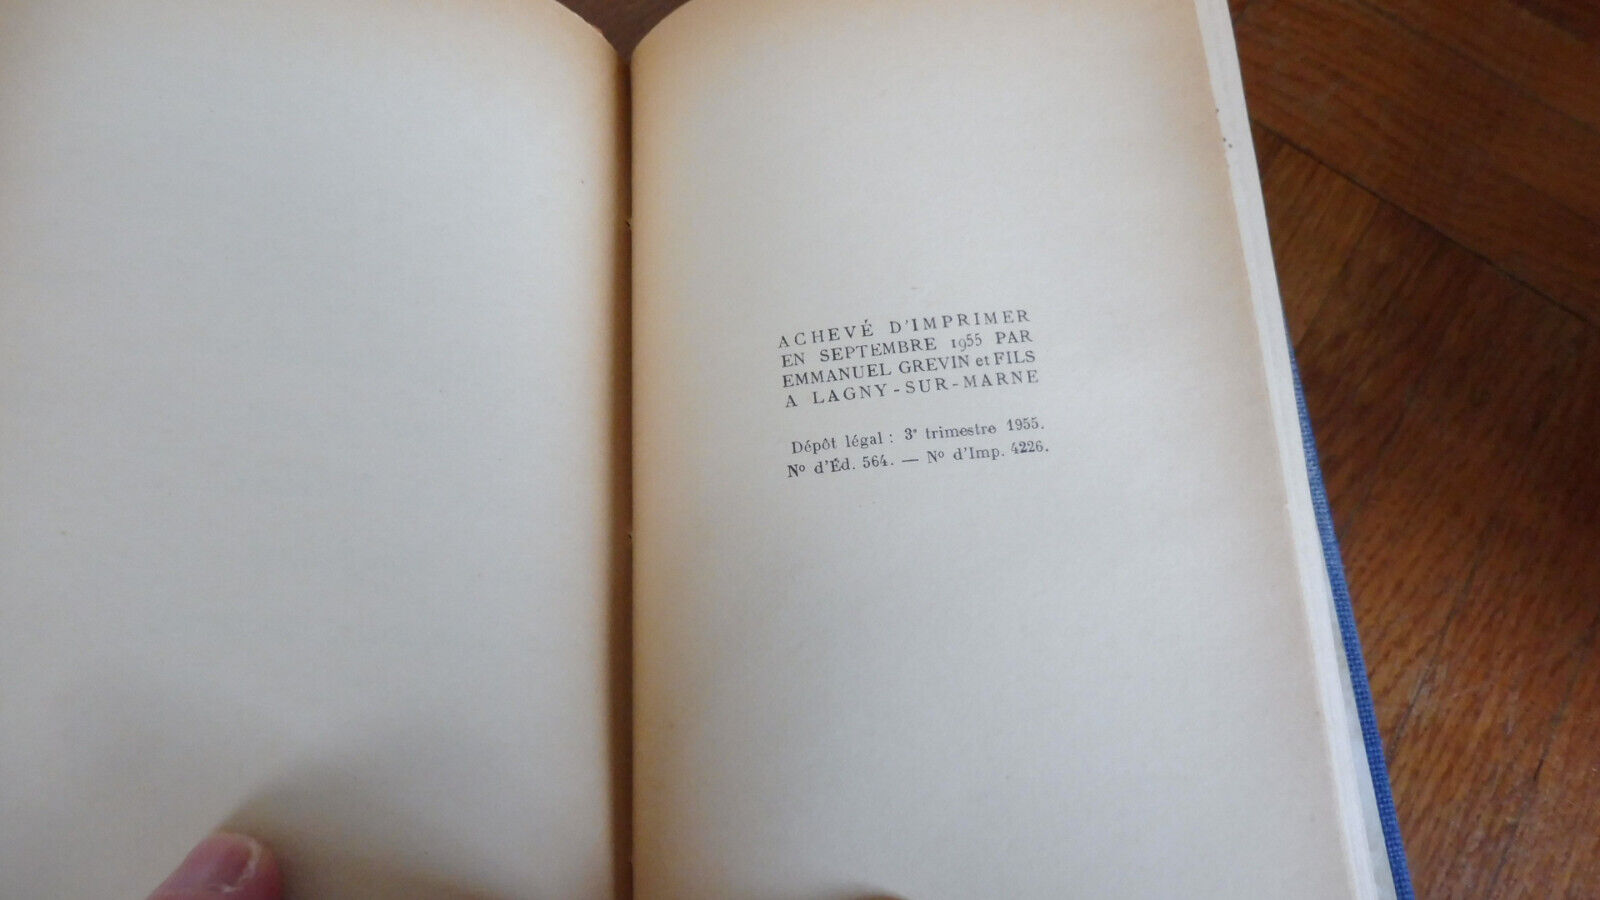 ACHEVÉ D'IMPRIMER
EN SEPTEMBRE 1955 PAR
EMMANUEL GREVIN et FILS
A LAGNY-SUR-MARNE
Dépôt légal : 3e trimestre 1955.
No d'Éd. 564. — No d'Imp. 4226.